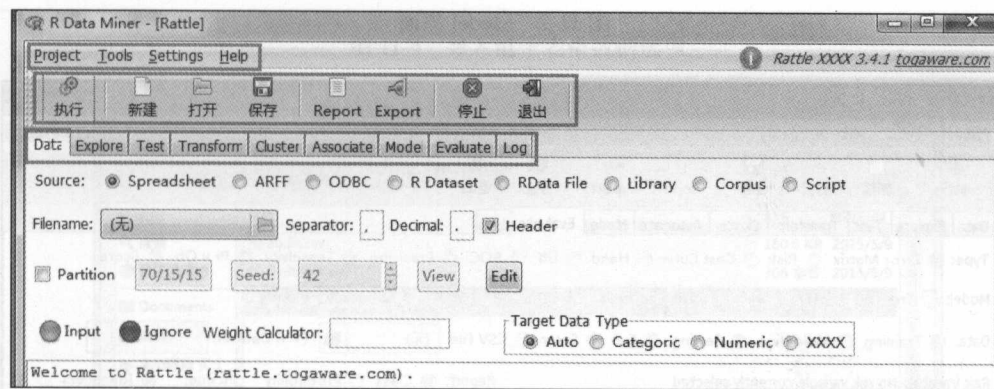 R Data Miner - [Rattle]
Project Tools Settings Help
Rattle XXXX 3.4.1 togaware.com
执行 新建 打开 保存 Report Export 停止 退出
Data Explore Test Transform Cluster Associate Mode Evaluate Log
Source: Spreadsheet ARFF ODBC R Dataset R Data File Library Corpus Script
Filename: (无) Separator: , Decimal: . Header
Partition 70/15/15 Seed: 42 View Edit
Input Ignore Weight Calculator:
Target Data Type
Auto Categoric Numeric XXXX
Welcome to Rattle (rattle.togaware.com).